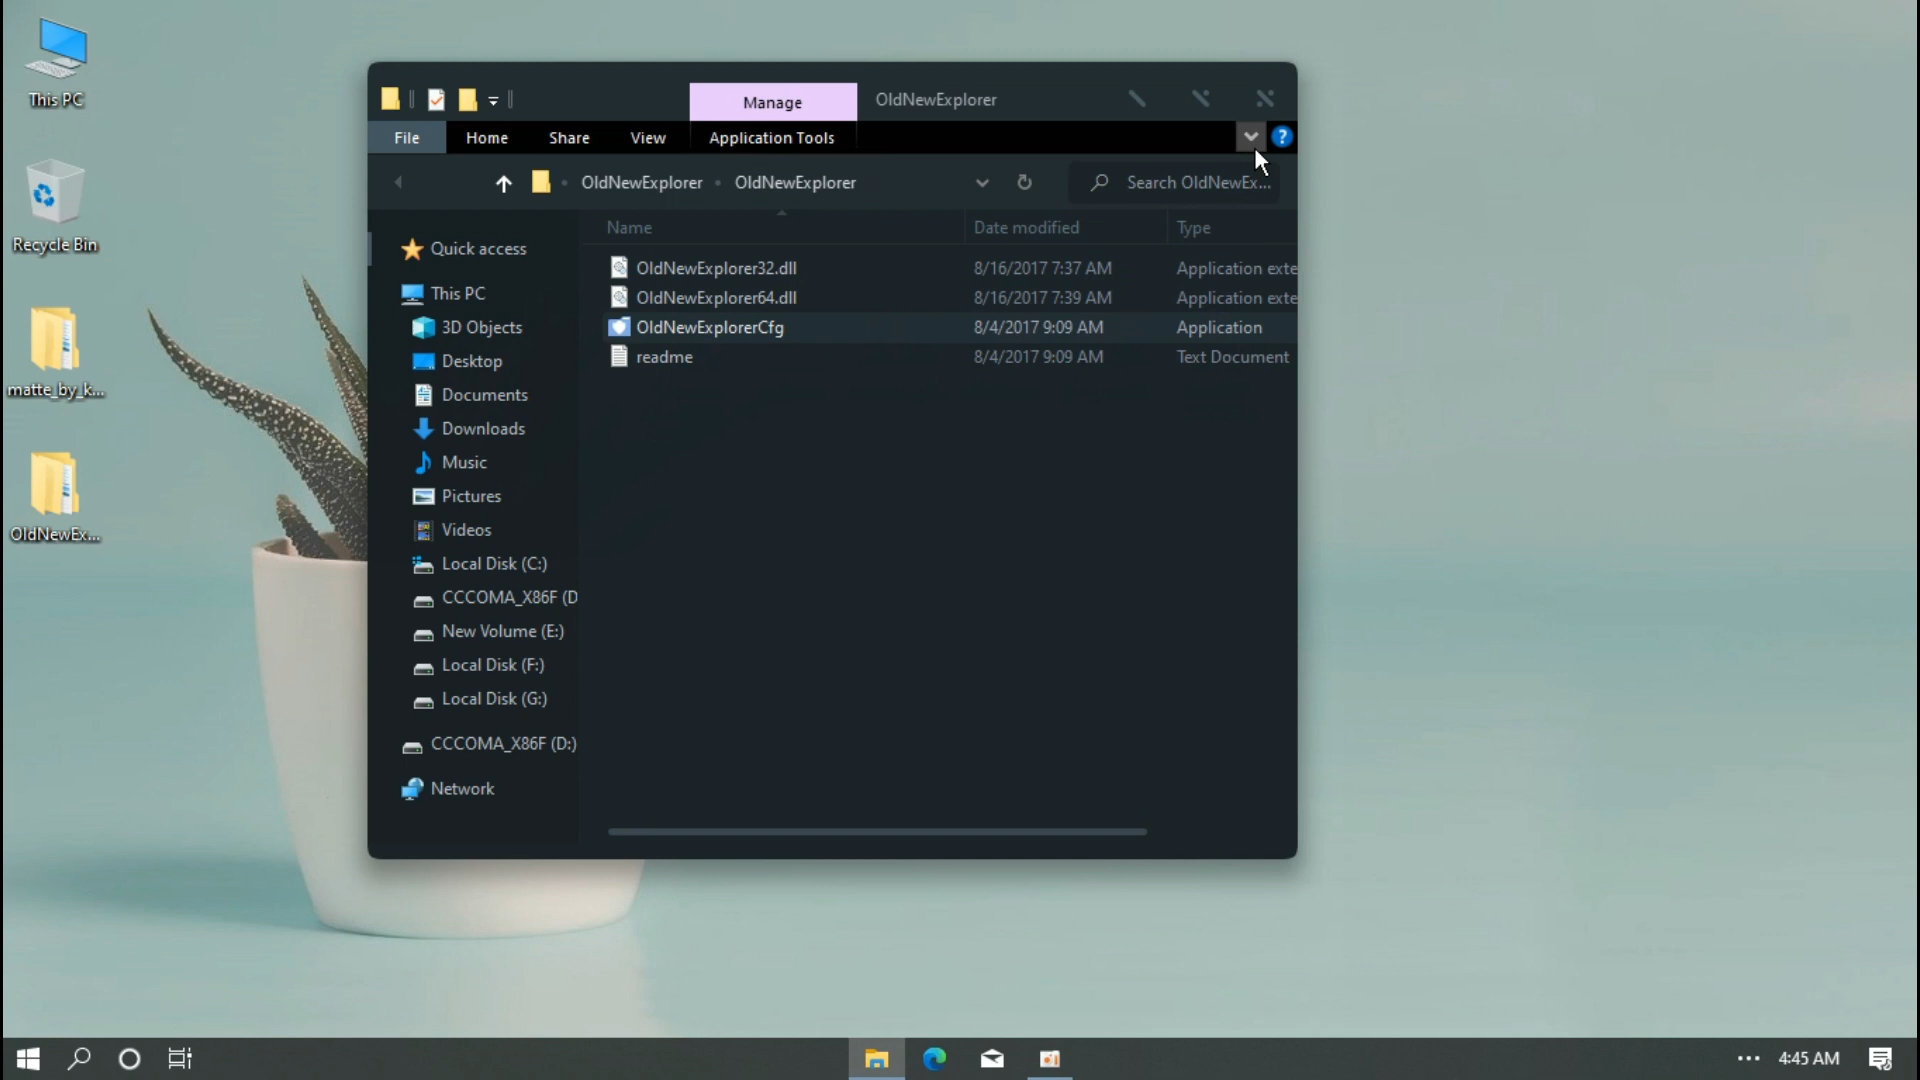 This PC
Recycle Bin
matte_by_k...
OldNewEx...
Manage
OldNewExplorer
File
Home
Share
View
Application Tools
?
OldNewExplorer
OldNewExplorer
Search OldNewEx...
Name
Date modified
Type
OldNewExplorer32.dll
8/16/2017 7:37 AM
Application exte
OldNewExplorer64.dll
8/16/2017 7:39 AM
Application exte
OldNewExplorerCfg
8/4/2017 9:09 AM
Application
readme
8/4/2017 9:09 AM
Text Document
Quick access
This PC
3D Objects
Desktop
Documents
Downloads
Music
Pictures
Videos
Local Disk (C:)
CCCOMA_X86F (D
New Volume (E:)
Local Disk (F:)
Local Disk (G:)
CCCOMA_X86F (D:)
Network
4:45 AM